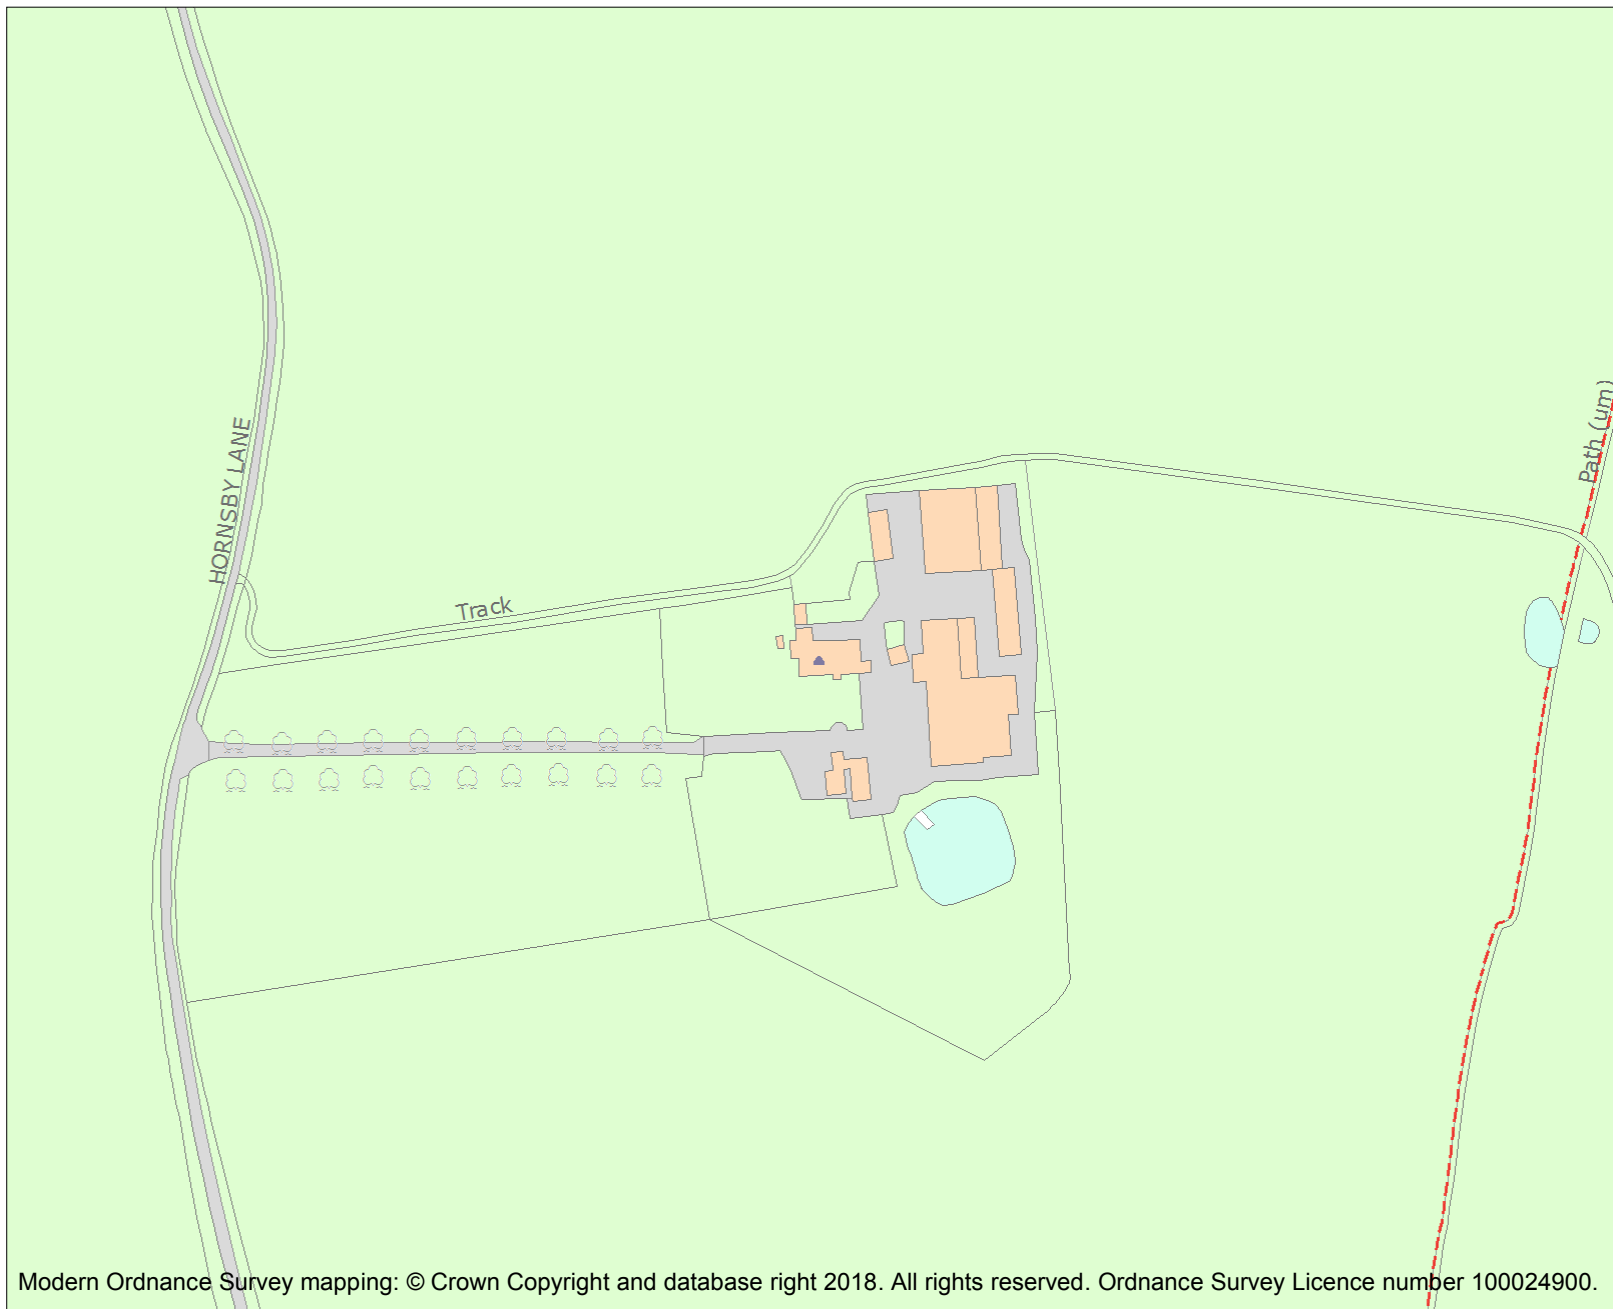 Path (um)
HORNSBY LANE
Track
Modern Ordnance Survey mapping: © Crown Copyright and database right 2018. All rights reserved. Ordnance Survey Licence number 100024900.